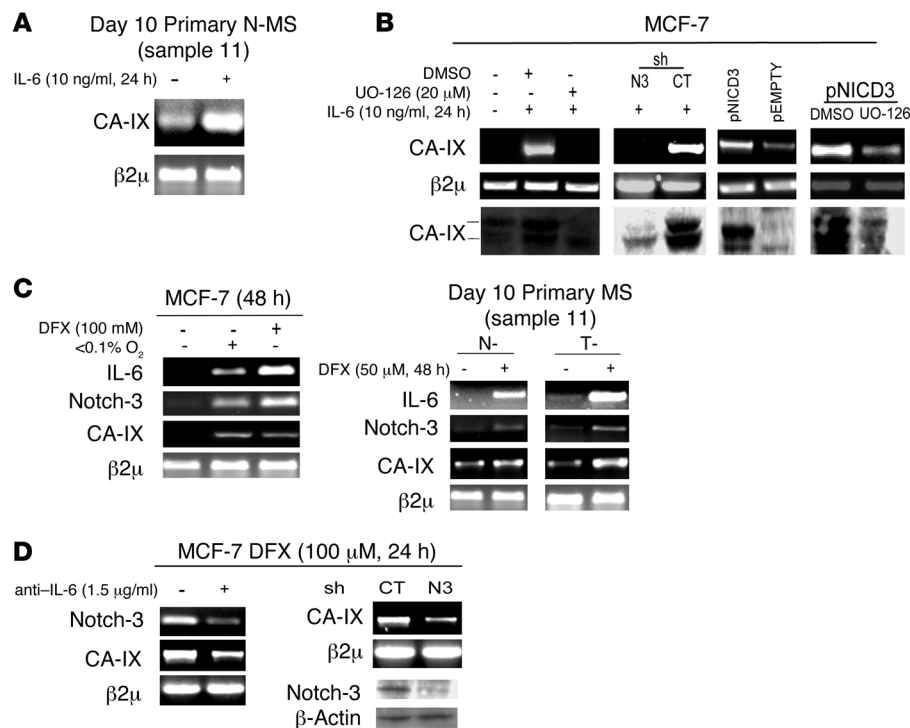 A
Day 10 Primary N-MS
(sample 11)
IL-6 (10 ng/ml, 24 h) - +
CA-IX
β2μ
B
MCF-7
DMSO - + -
UO-126 (20 μM) - - +
IL-6 (10 ng/ml, 24 h) - + +
sh
N3 CT
+ +
pNICD3
pEMPTY
pNICD3
DMSO UO-126
CA-IX
β2μ
CA-IX
C
MCF-7 (48 h)
DFX (100 mM) - - +
<0.1% O2 - + -
IL-6
Notch-3
CA-IX
β2μ
Day 10 Primary MS
(sample 11)
N- T-
DFX (50 μM, 48 h) - + - +
IL-6
Notch-3
CA-IX
β2μ
D
MCF-7 DFX (100 μM, 24 h)
anti–IL-6 (1.5 μg/ml) - +
Notch-3
CA-IX
β2μ
sh CT N3
CA-IX
β2μ
Notch-3
β-Actin